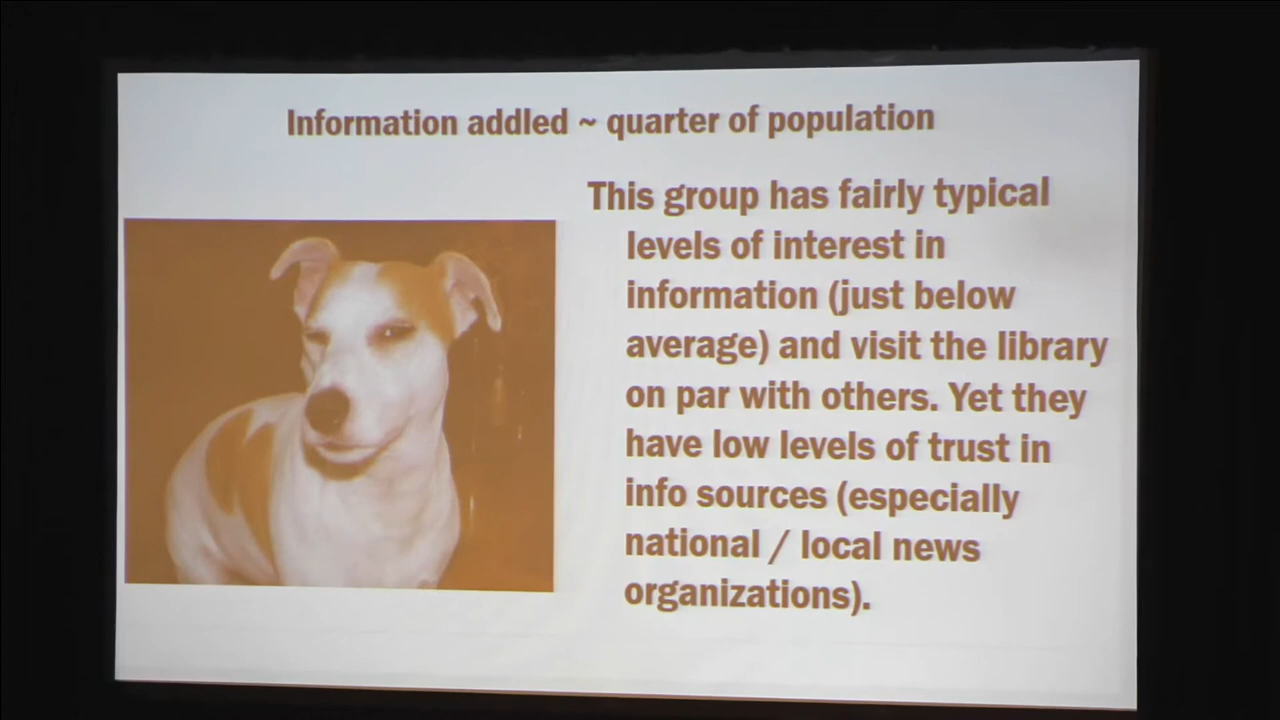 Information addled ~ quarter of population
This group has fairly typical
levels of interest in
information (just below
average) and visit the library
on par with others. Yet they
have low levels of trust in
info sources (especially
national / local news
organizations).